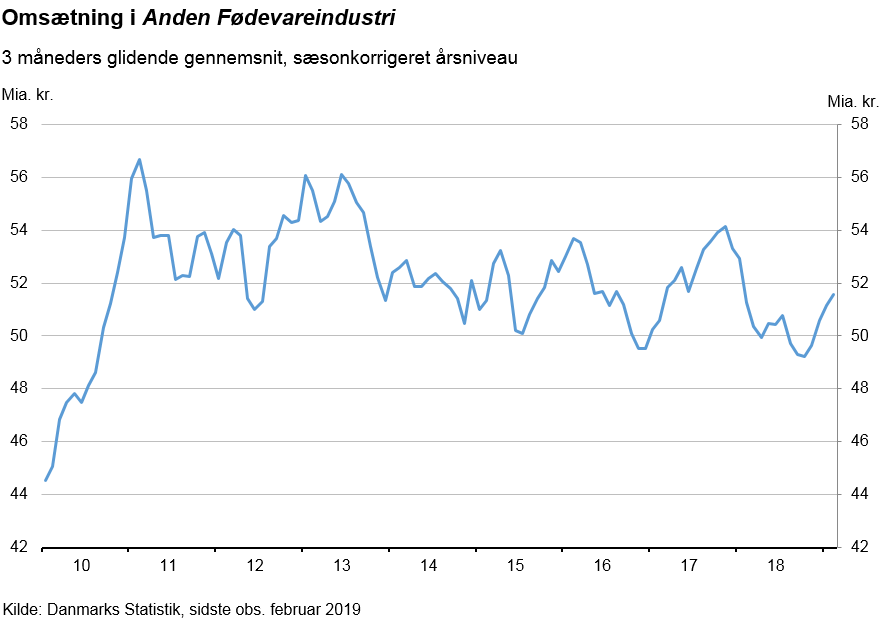 Omsætning i Anden Fødevareindustri
3 måneders glidende gennemsnit, sæsonkorrigeret årsniveau
Mia. kr.
Mia. kr.
58 58
56 56
54 54
52 52
50 50
48 48
46 46
44 44
42 42
10 11 12 13 14 15 16 17 18
Kilde: Danmarks Statistik, sidste obs. februar 2019